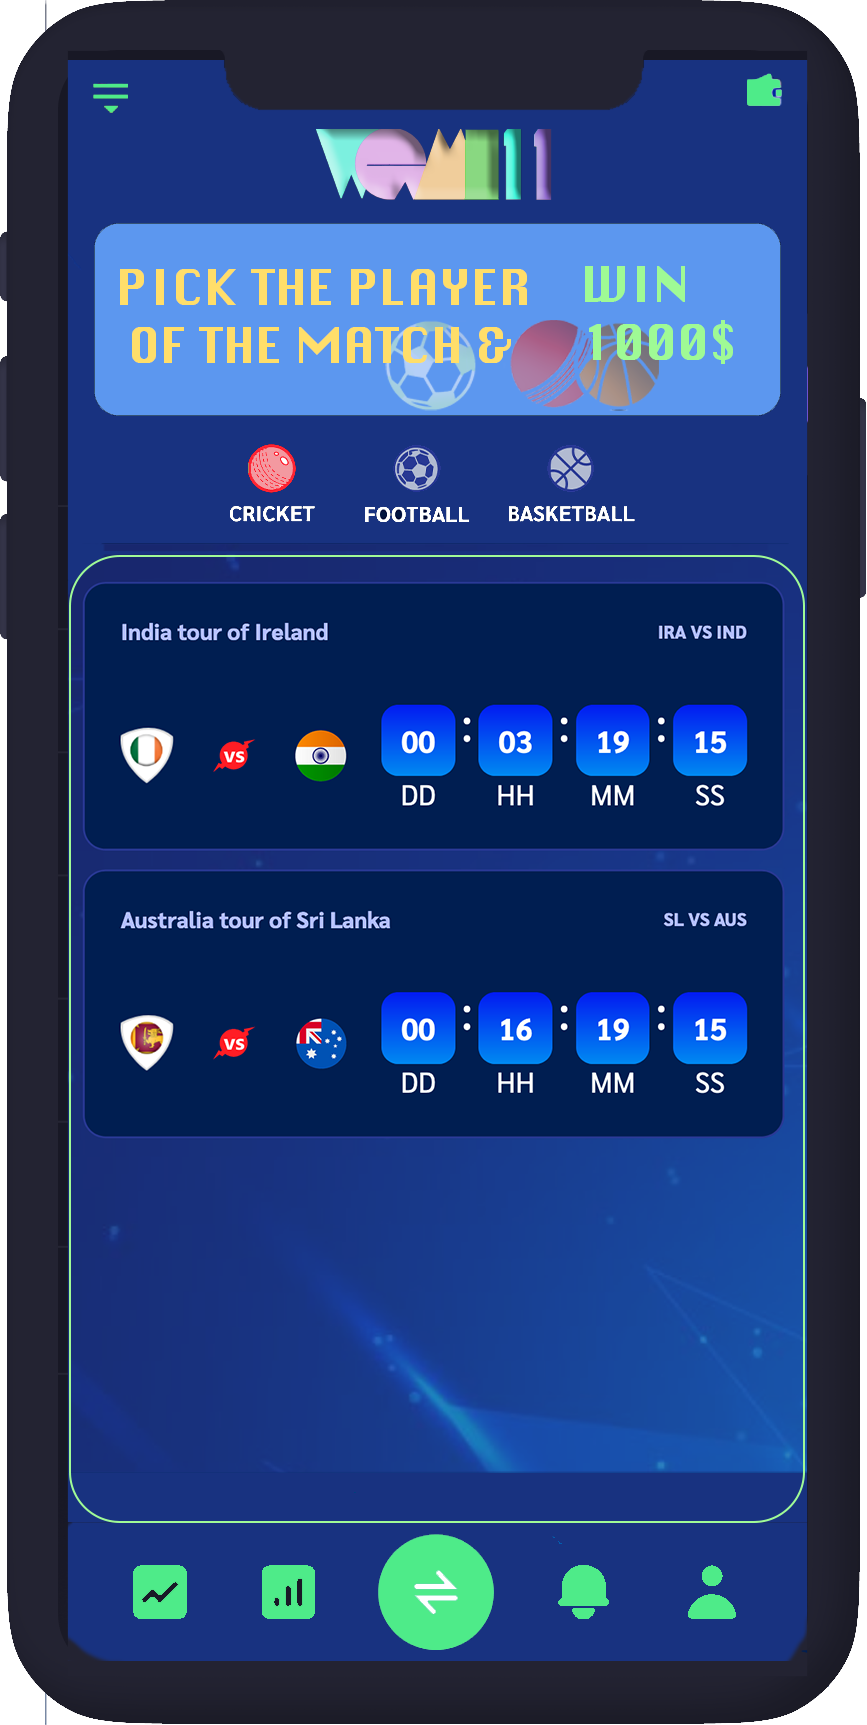 PICK THE PLAYER
OF THE MATCH &
WIN
1000$
CRICKET FOOTBALL BASKETBALL
India tour of Ireland IRA VS IND
VS 00 : 03 : 19 : 15
DD HH MM SS
Australia tour of Sri Lanka SL VS AUS
VS 00 : 16 : 19 : 15
DD HH MM SS